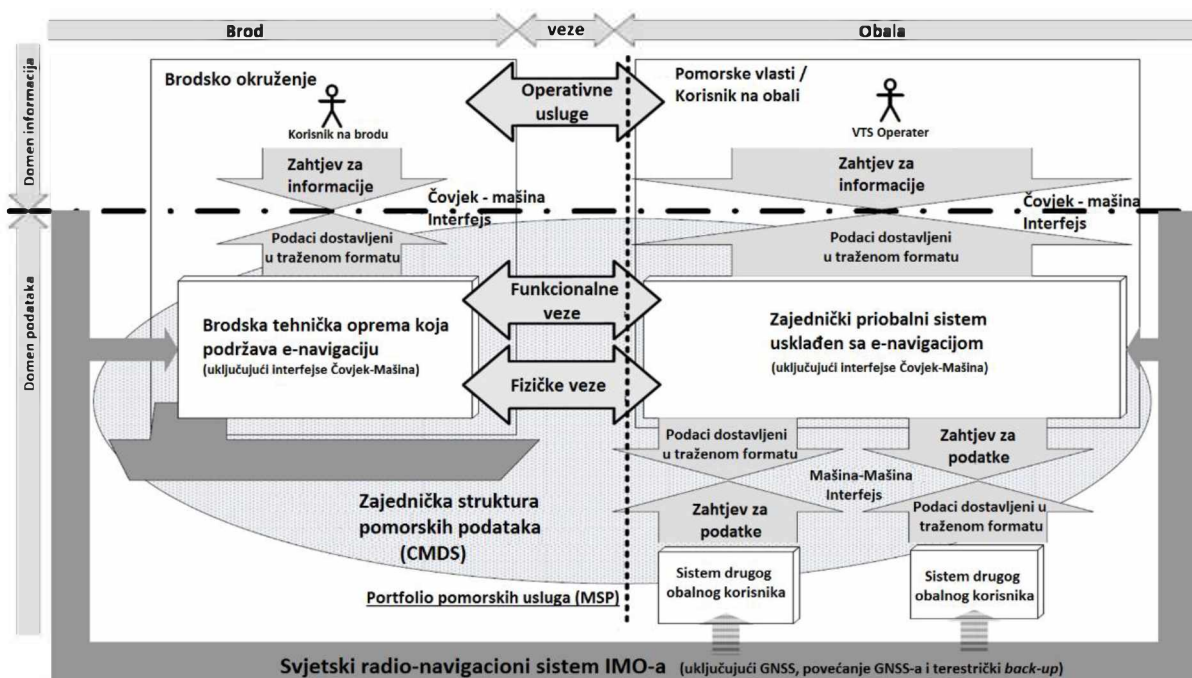 Brod
veze
Obala
Domen informacija
Domen podataka
Brodsko okruženje
Korisnik na brodu
Operativne
usluge
Pomorske vlasti /
Korisnik na obali
VTS Operater
Zahtjev za
informacije
Čovjek - mašina
Interfejs
Zahtjev za
informacije
Čovjek - mašina
Interfejs
Podaci dostavljeni
u traženom formatu
Podaci dostavljeni
u traženom formatu
Brodska tehnička oprema koja
podržava e-navigaciju
(uključujući interfejse Čovjek-Mašina)
Funkcionalne
veze
Fizičke veze
Zajednički priobalni sistem
usklađen sa e-navigacijom
(uključujući interfejse Čovjek-Mašina)
Podaci dostavljeni
u traženom formatu
Zahtjev za
podatke
Mašina-Mašina
Interfejs
Zahtjev za
podatke
Podaci dostavljeni u
traženom formatu
Zajednička struktura
pomorskih podataka
(CMDS)
Sistem drugog
obalnog korisnika
Sistem drugog
obalnog korisnika
Portfolio pomorskih usluga (MSP)
Svjetski radio-navigacioni sistem IMO-a (uključujući GNSS, povećanje GNSS-a i terestrički back-up)